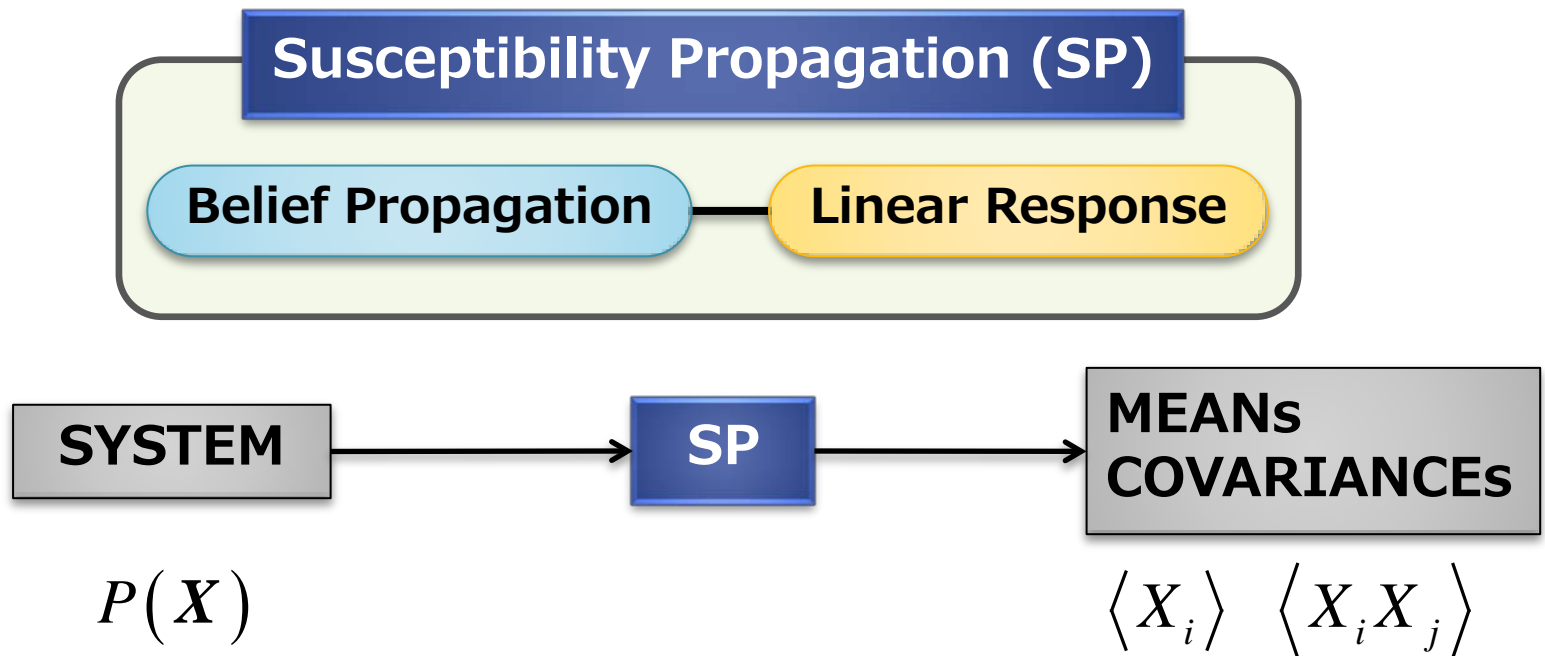 Susceptibility Propagation (SP)
Belief Propagation
Linear Response
SYSTEM
SP
MEANs
COVARIANCEs
P(X)
⟨X_i⟩ ⟨X_i X_j⟩